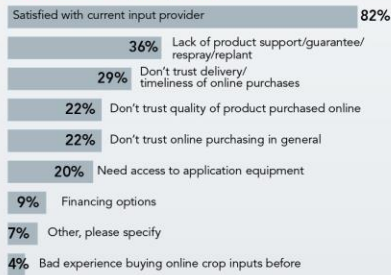 Satisfied with current input provider 82%
36% Lack of product support/guarantee/
respray/replant
29% Don't trust delivery/
timeliness of online purchases
22% Don't trust quality of product purchased online
22% Don't trust online purchasing in general
20% Need access to application equipment
9% Financing options
7% Other, please specify
4% Bad experience buying online crop inputs before